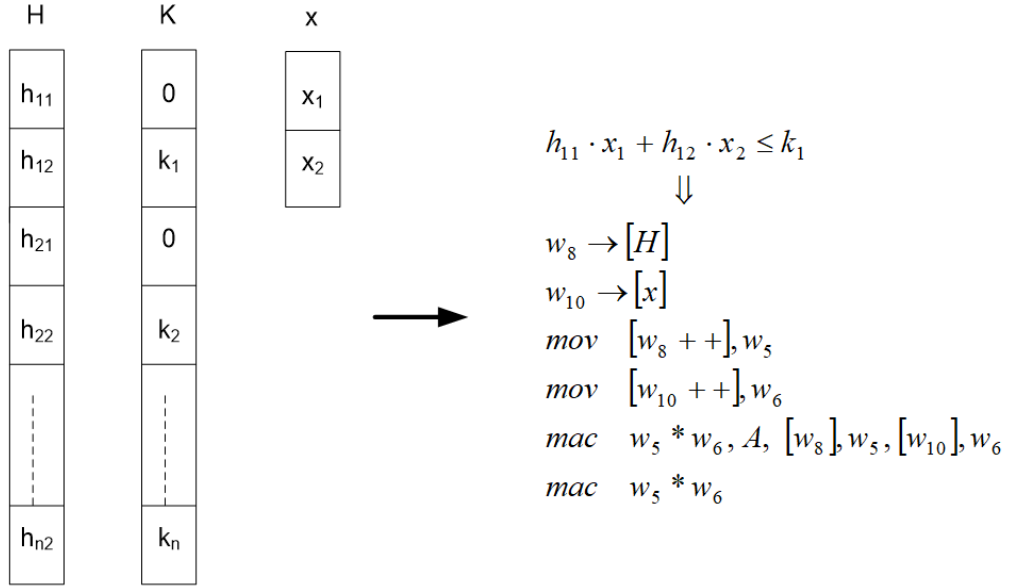 H K x
h₁₁ 0 x₁
h₁₂ k₁ x₂
h₂₁ 0
h₂₂ k₂
hₙ₂ kₙ
h₁₁ · x₁ + h₁₂ · x₂ ≤ k₁
⇓
w₈ → [H]
w₁₀ → [x]
mov [w₈ + +], w₅
mov [w₁₀ + +], w₆
mac w₅ * w₆, A, [w₈], w₅, [w₁₀], w₆
mac w₅ * w₆